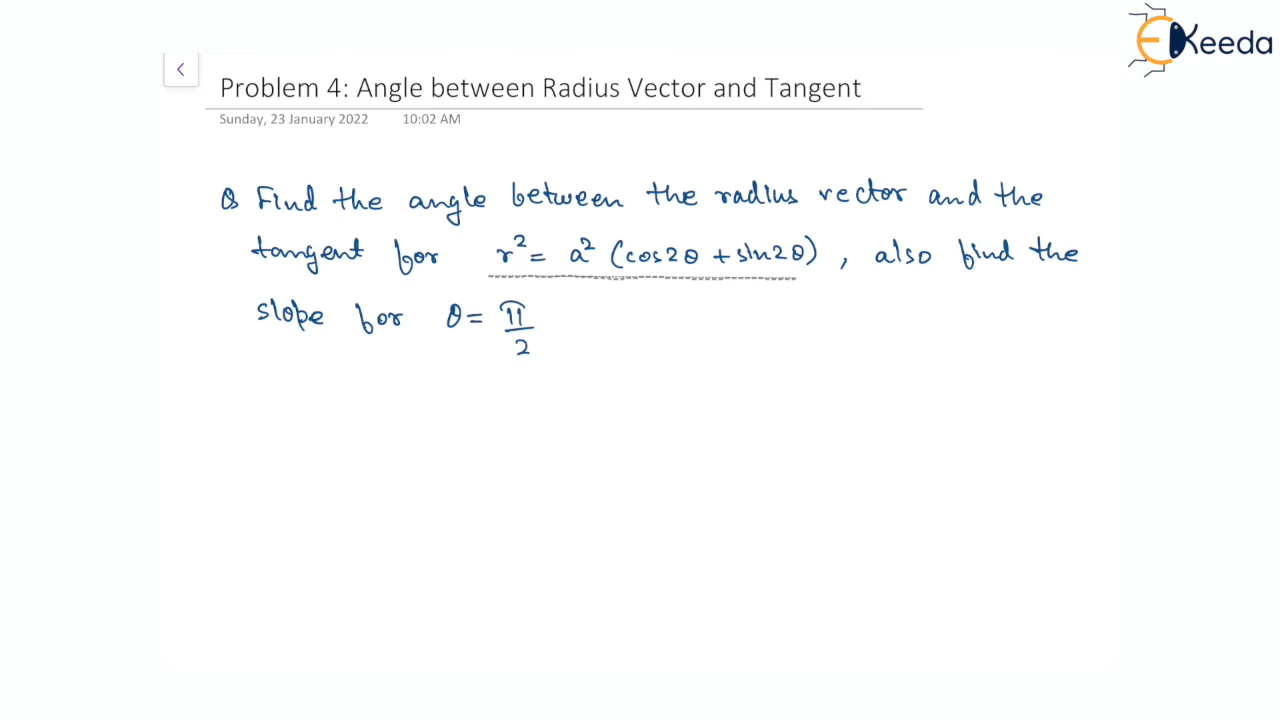 EKeeda
Problem 4: Angle between Radius Vector and Tangent
Sunday, 23 January 2022 10:02 AM
Q Find the angle between the radius vector and the
tangent for r² = a² (cos2θ + sin2θ), also find the
slope for θ = π/2